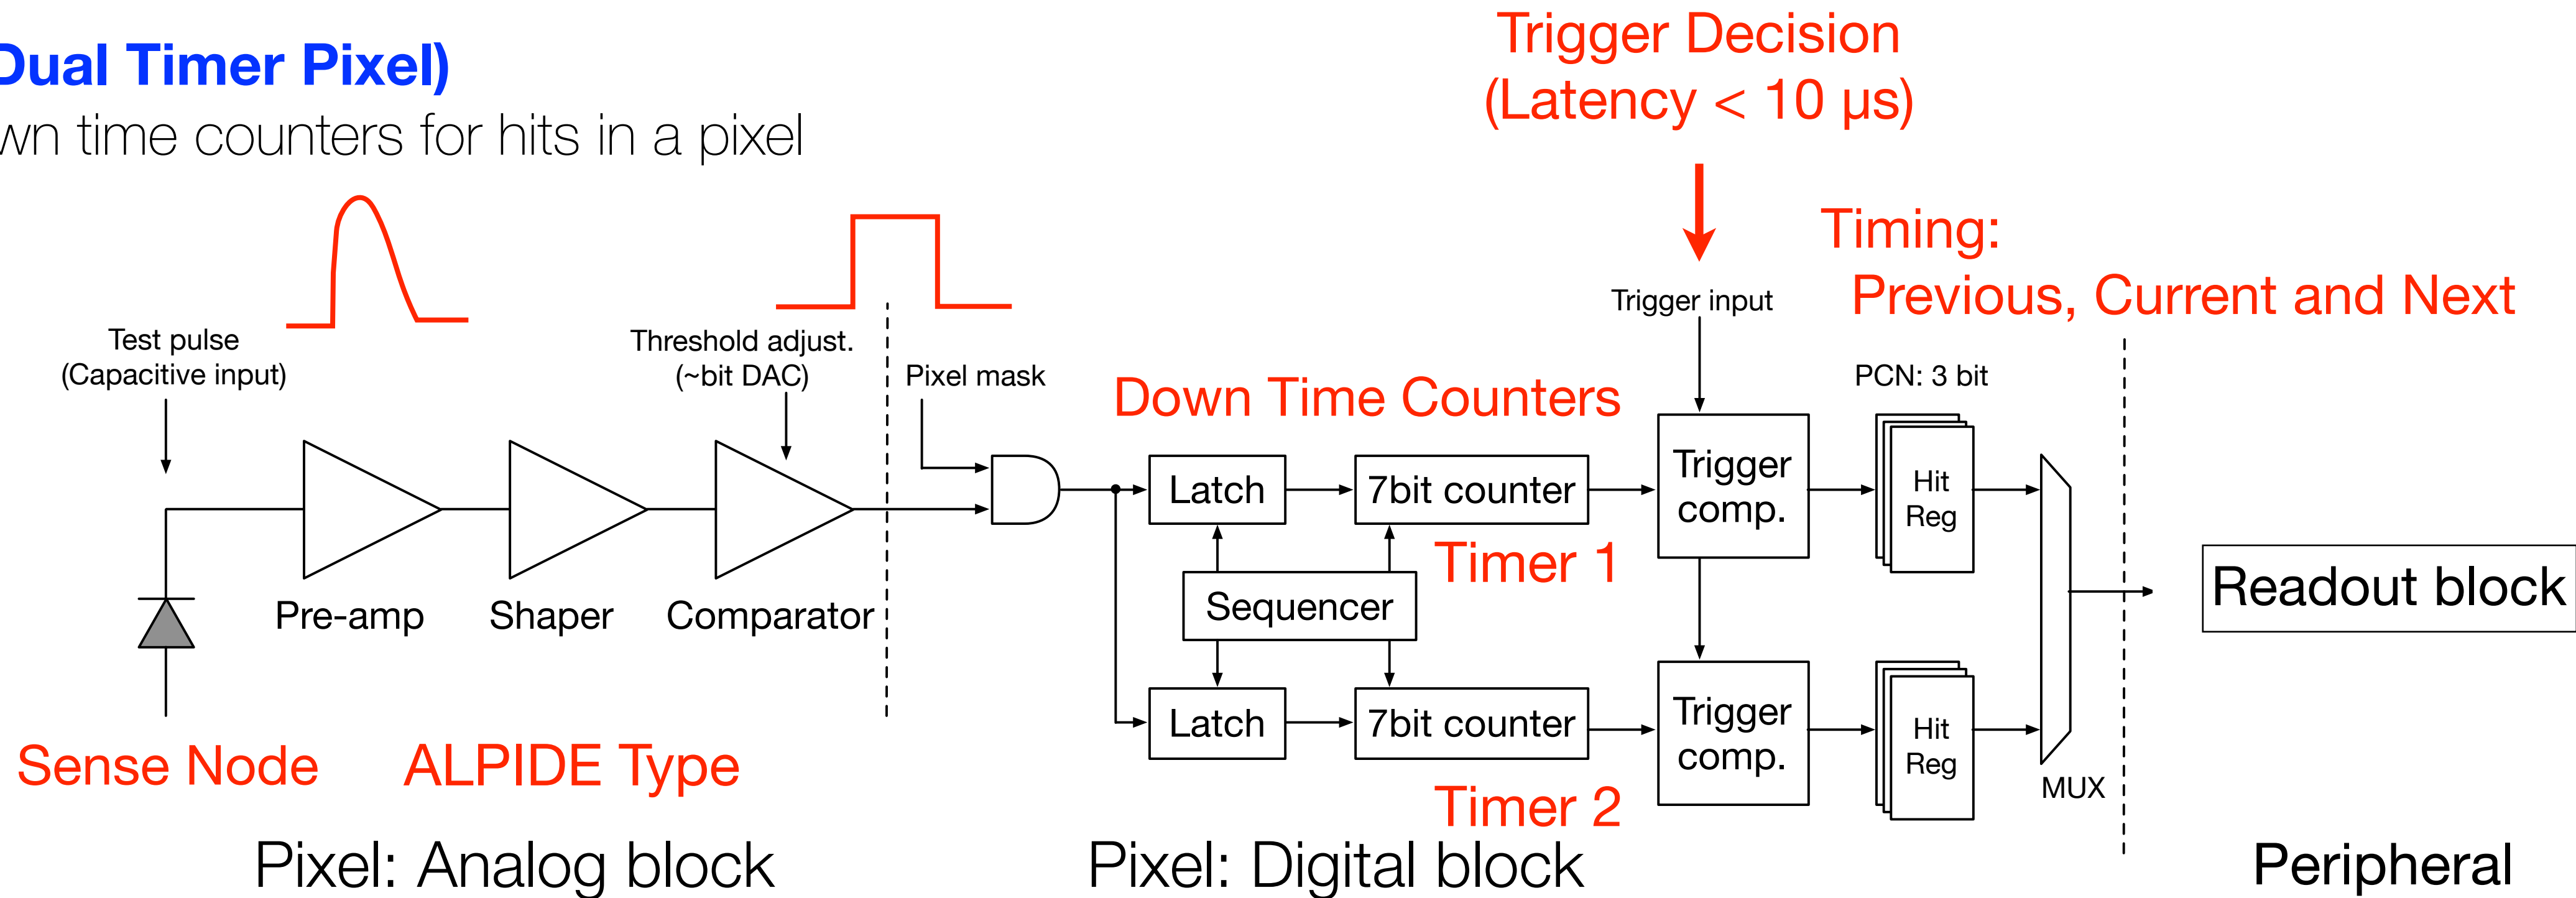 Dual Timer Pixel)
wn time counters for hits in a pixel
Trigger Decision
(Latency < 10 µs)
Timing:
Previous, Current and Next
Test pulse
(Capacitive input)
Threshold adjust.
(~bit DAC)
Pixel mask
Trigger input
PCN: 3 bit
Down Time Counters
Pre-amp
Shaper
Comparator
Latch
7bit counter
Trigger
comp.
Hit
Reg
Timer 1
Sequencer
Readout block
Latch
7bit counter
Trigger
comp.
Hit
Reg
MUX
Timer 2
Sense Node
ALPIDE Type
Pixel: Analog block
Pixel: Digital block
Peripheral